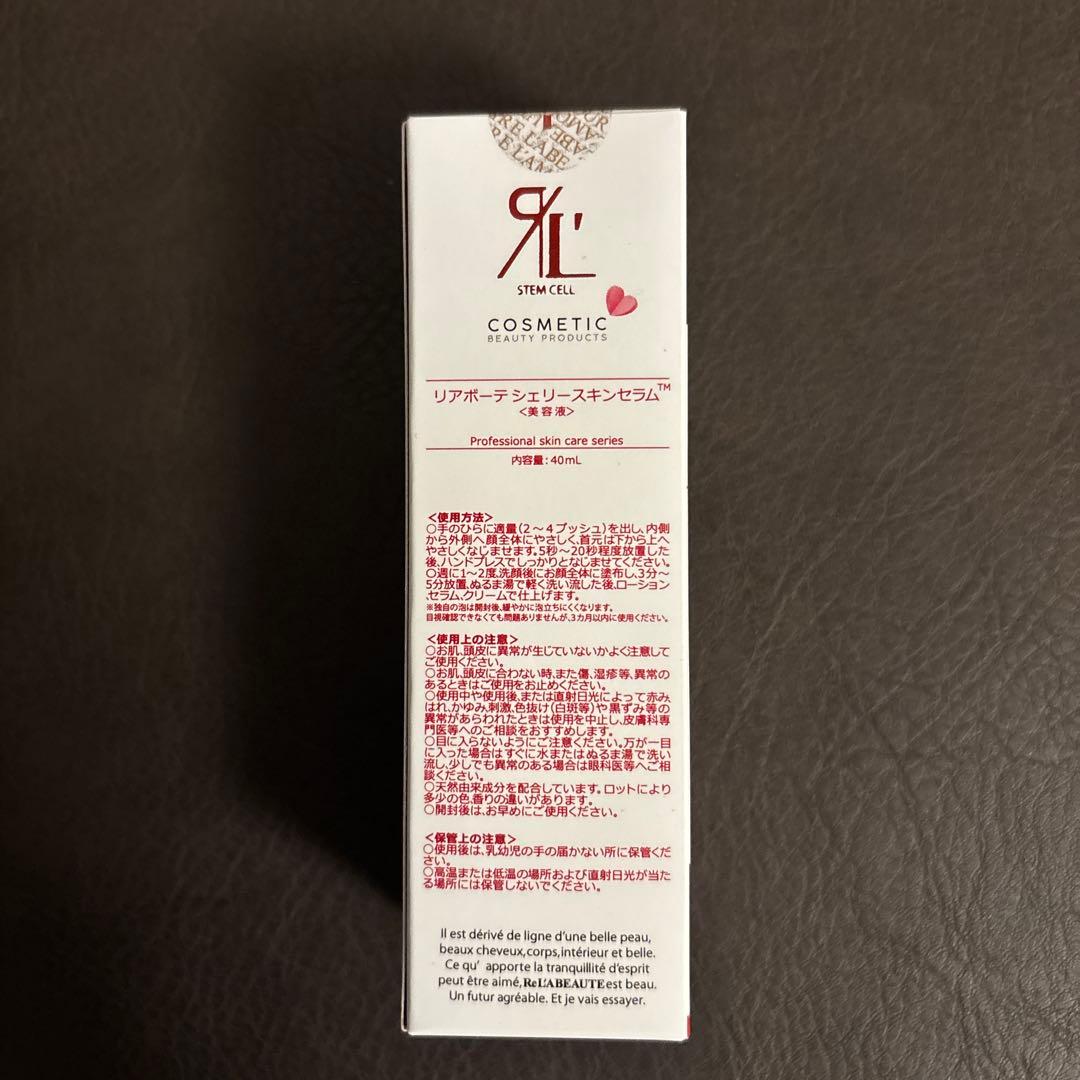 RL'
STEM CELL
COSMETIC
BEAUTY PRODUCTS
リアボーテ シェリースキンセラム™
<美容液>
Professional skin care series
内容量:40mL
<使用方法>
○手のひらに適量(2~4プッシュ)を出し、内側
から外側へ顔全体にやさしく、首元は下から上へ
やさしくなじませます。5秒~20秒程度放置した
後、ハンドプレスでしっかりとなじませてください。
○週に1~2度、洗顔後にお顔全体に塗布し、3分~
5分放置、ぬるま湯で軽く洗い流した後、ローション
、セラム、クリームで仕上げます。
※独自の泡は開封後、緩やかに泡立ちにくくなります。
目視確認できなくても問題ありませんが、3カ月以内に使用ください。
<使用上の注意>
○お肌、頭皮に異常が生じていないかよく注意して
ご使用ください。
○お肌、頭皮に合わない時、また傷、湿疹等、異常の
あるときはご使用をお止めください。
○使用中や使用後、または直射日光によって赤み
はれ、かゆみ、刺激、色抜け(白斑等)や黒ずみ等の
異常があらわれたときは使用を中止し、皮膚科専
門医等へのご相談をおすすめします。
○目に入らないようにご注意ください。万が一目
に入った場合はすぐに水またはぬるま湯で洗い
流し、少しでも異常のある場合は眼科医等へご相
談ください。
○天然由来成分を配合しています。ロットにより
多少の色、香りの違いがあります。
○開封後は、お早めにご使用ください。
<保管上の注意>
○使用後は、乳幼児の手の届かない所に保管くだ
さい。
○高温または低温の場所および直射日光が当た
る場所には保管しないでください。
Il est dérivé de ligne d'une belle peau,
beaux cheveux,corps,intérieur et belle.
Ce qu' apporte la tranquillité d'esprit
peut être aimé,ReL'ABEAUTE est beau.
Un futur agréable. Et je vais essayer.